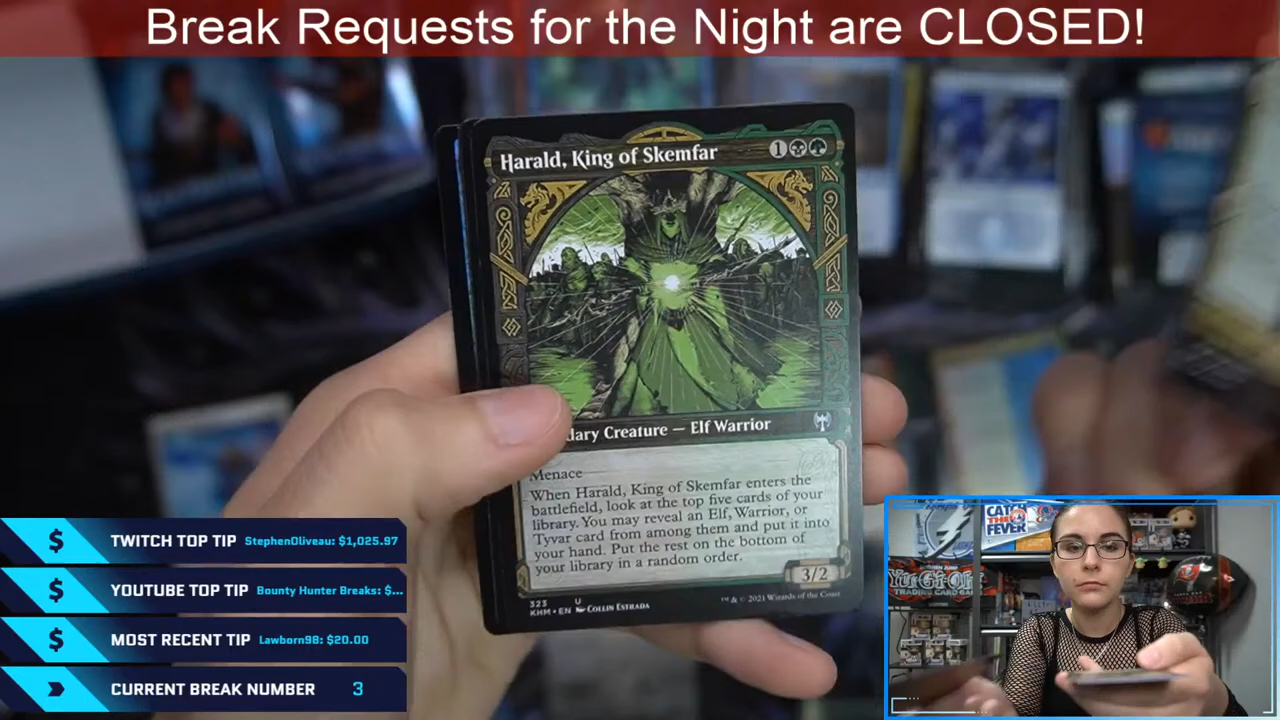 Break Requests for the Night are CLOSED!
Harald, King of Skemfar 1
dary Creature — Elf Warrior
Menace
When Harald, King of Skemfar enters the
battlefield, look at the top five cards of your
library. You may reveal an Elf, Warrior, or
Tyvar card from among them and put it into
your hand. Put the rest on the bottom of
your library in a random order.
3/2
323 U
KHM • EN Collin Estrada
™ & © 2021 Wizards of the Coast
$ TWITCH TOP TIP StephenOliveau: $1,025.97
$ YOUTUBE TOP TIP Bounty Hunter Breaks: $...
$ MOST RECENT TIP Lawborn98: $20.00
CURRENT BREAK NUMBER 3
CATCH
THE
FEVER
Yu-Gi-Oh!
TRADING CARD GAME